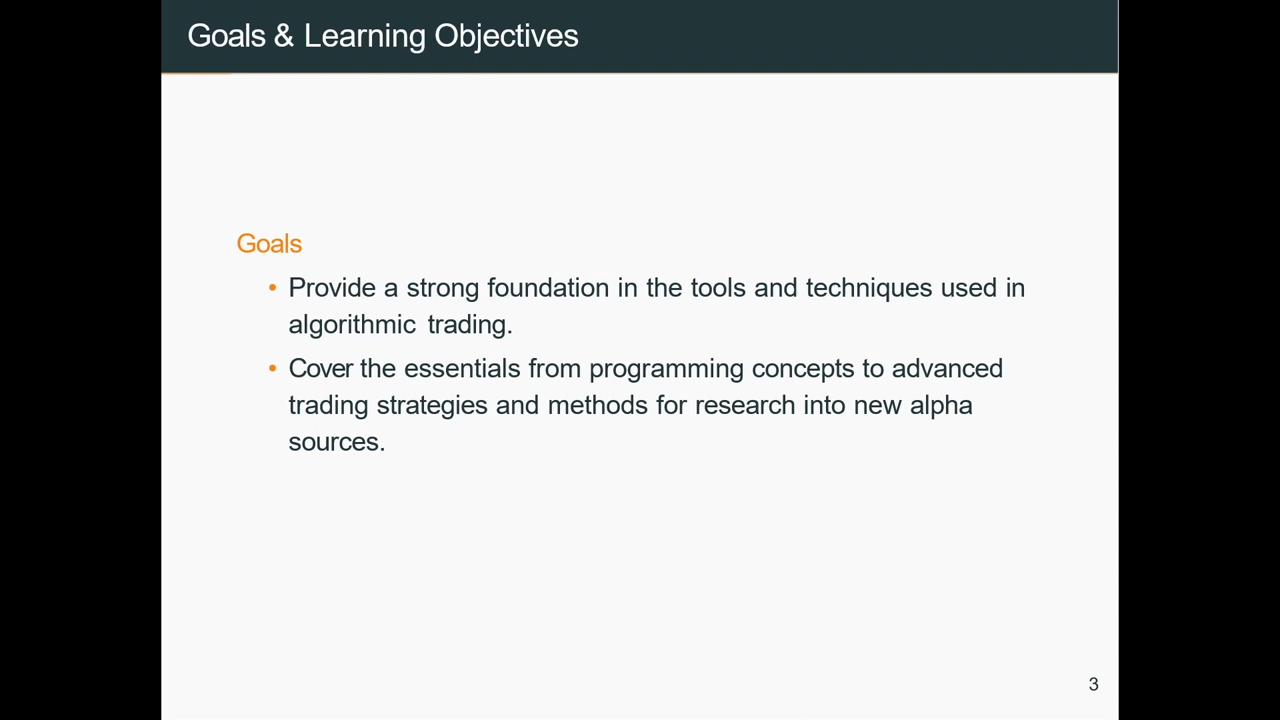 Goals & Learning Objectives
Goals
• Provide a strong foundation in the tools and techniques used in
algorithmic trading.
• Cover the essentials from programming concepts to advanced
trading strategies and methods for research into new alpha
sources.
3